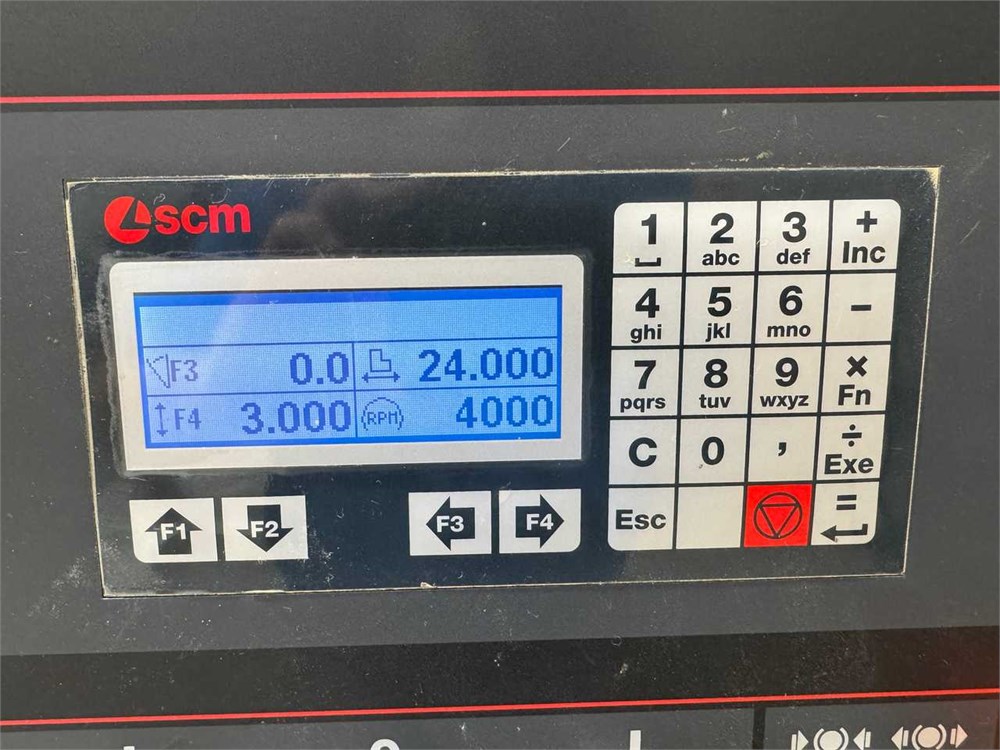 scm
F3 0.0 24.000
F4 3.000 (RPM) 4000
F1 F2 F3 F4
1 2 3 +
abc def Inc
4 5 6 -
ghi jkl mno
7 8 9 ×
pqrs tuv wxyz Fn
C 0 , ÷
Exe
Esc =